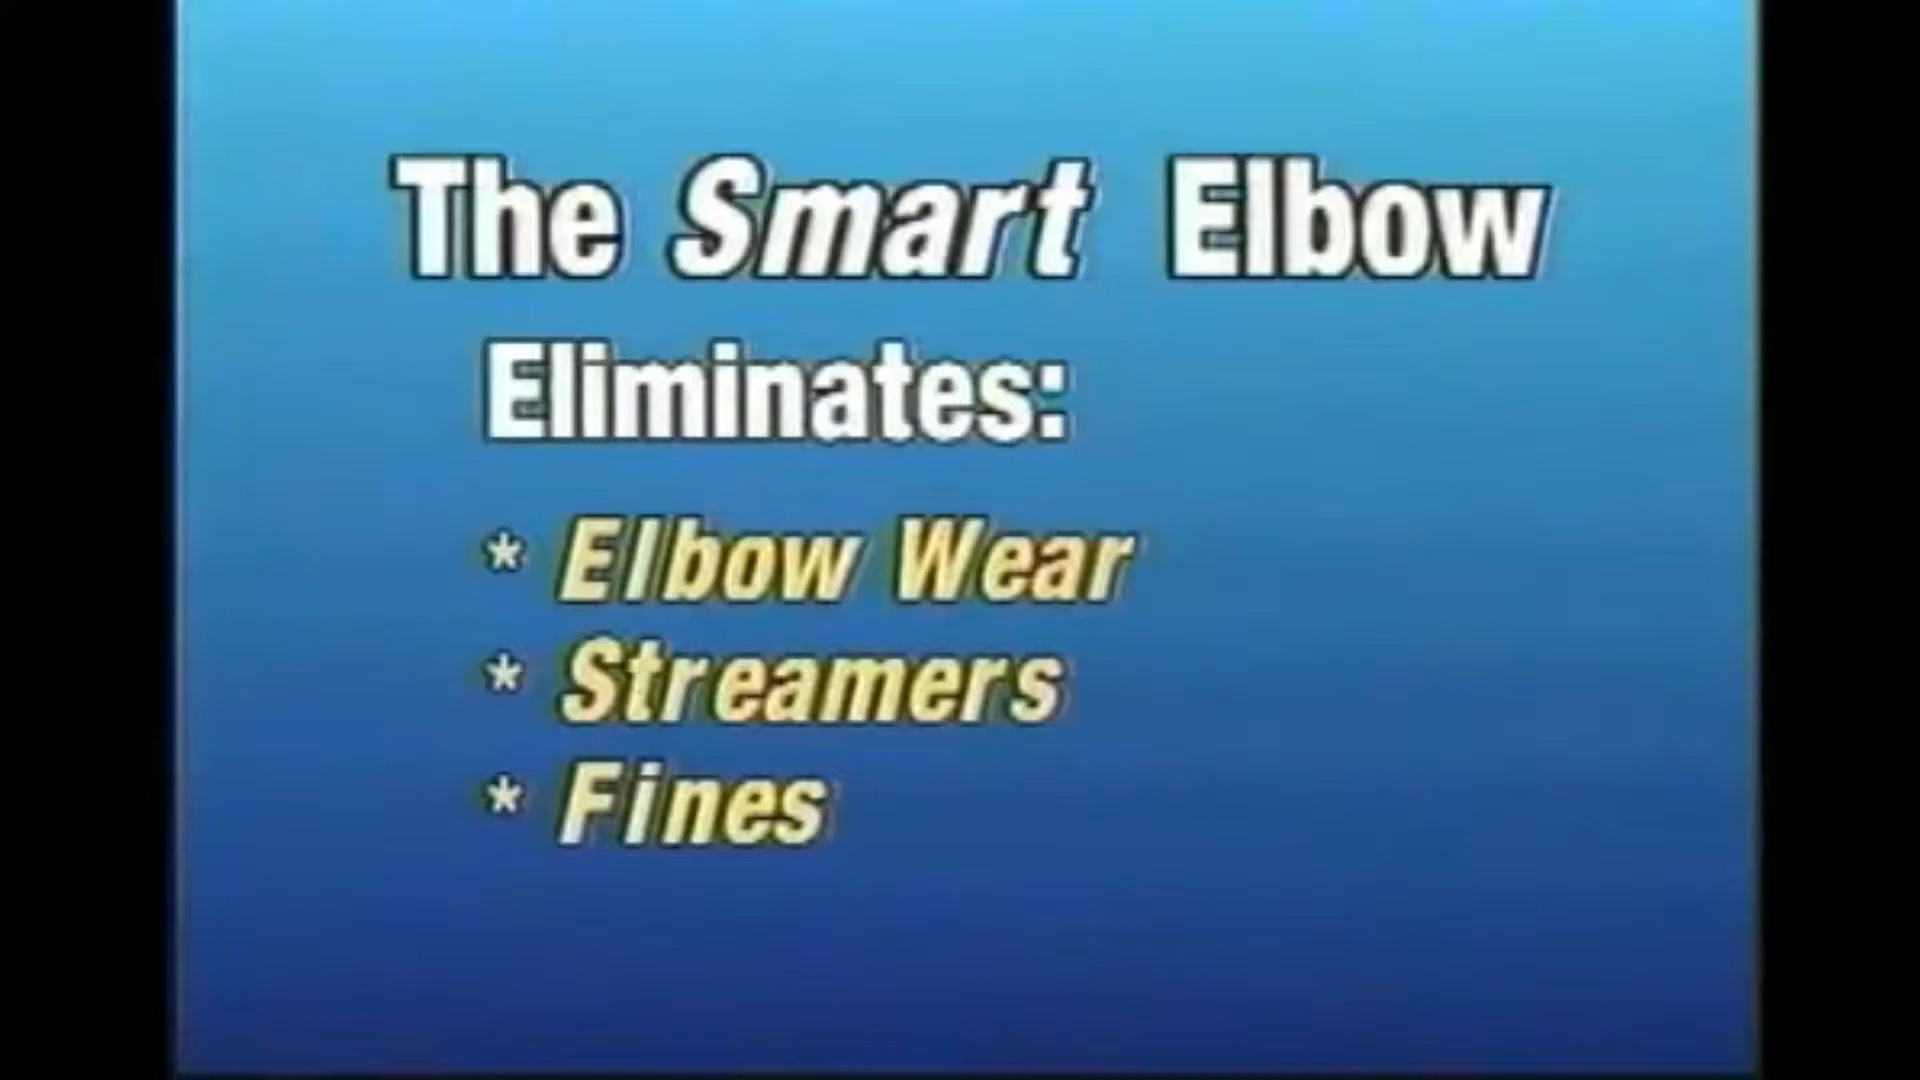 The Smart Elbow
Eliminates:
* Elbow Wear
* Streamers
* Fines